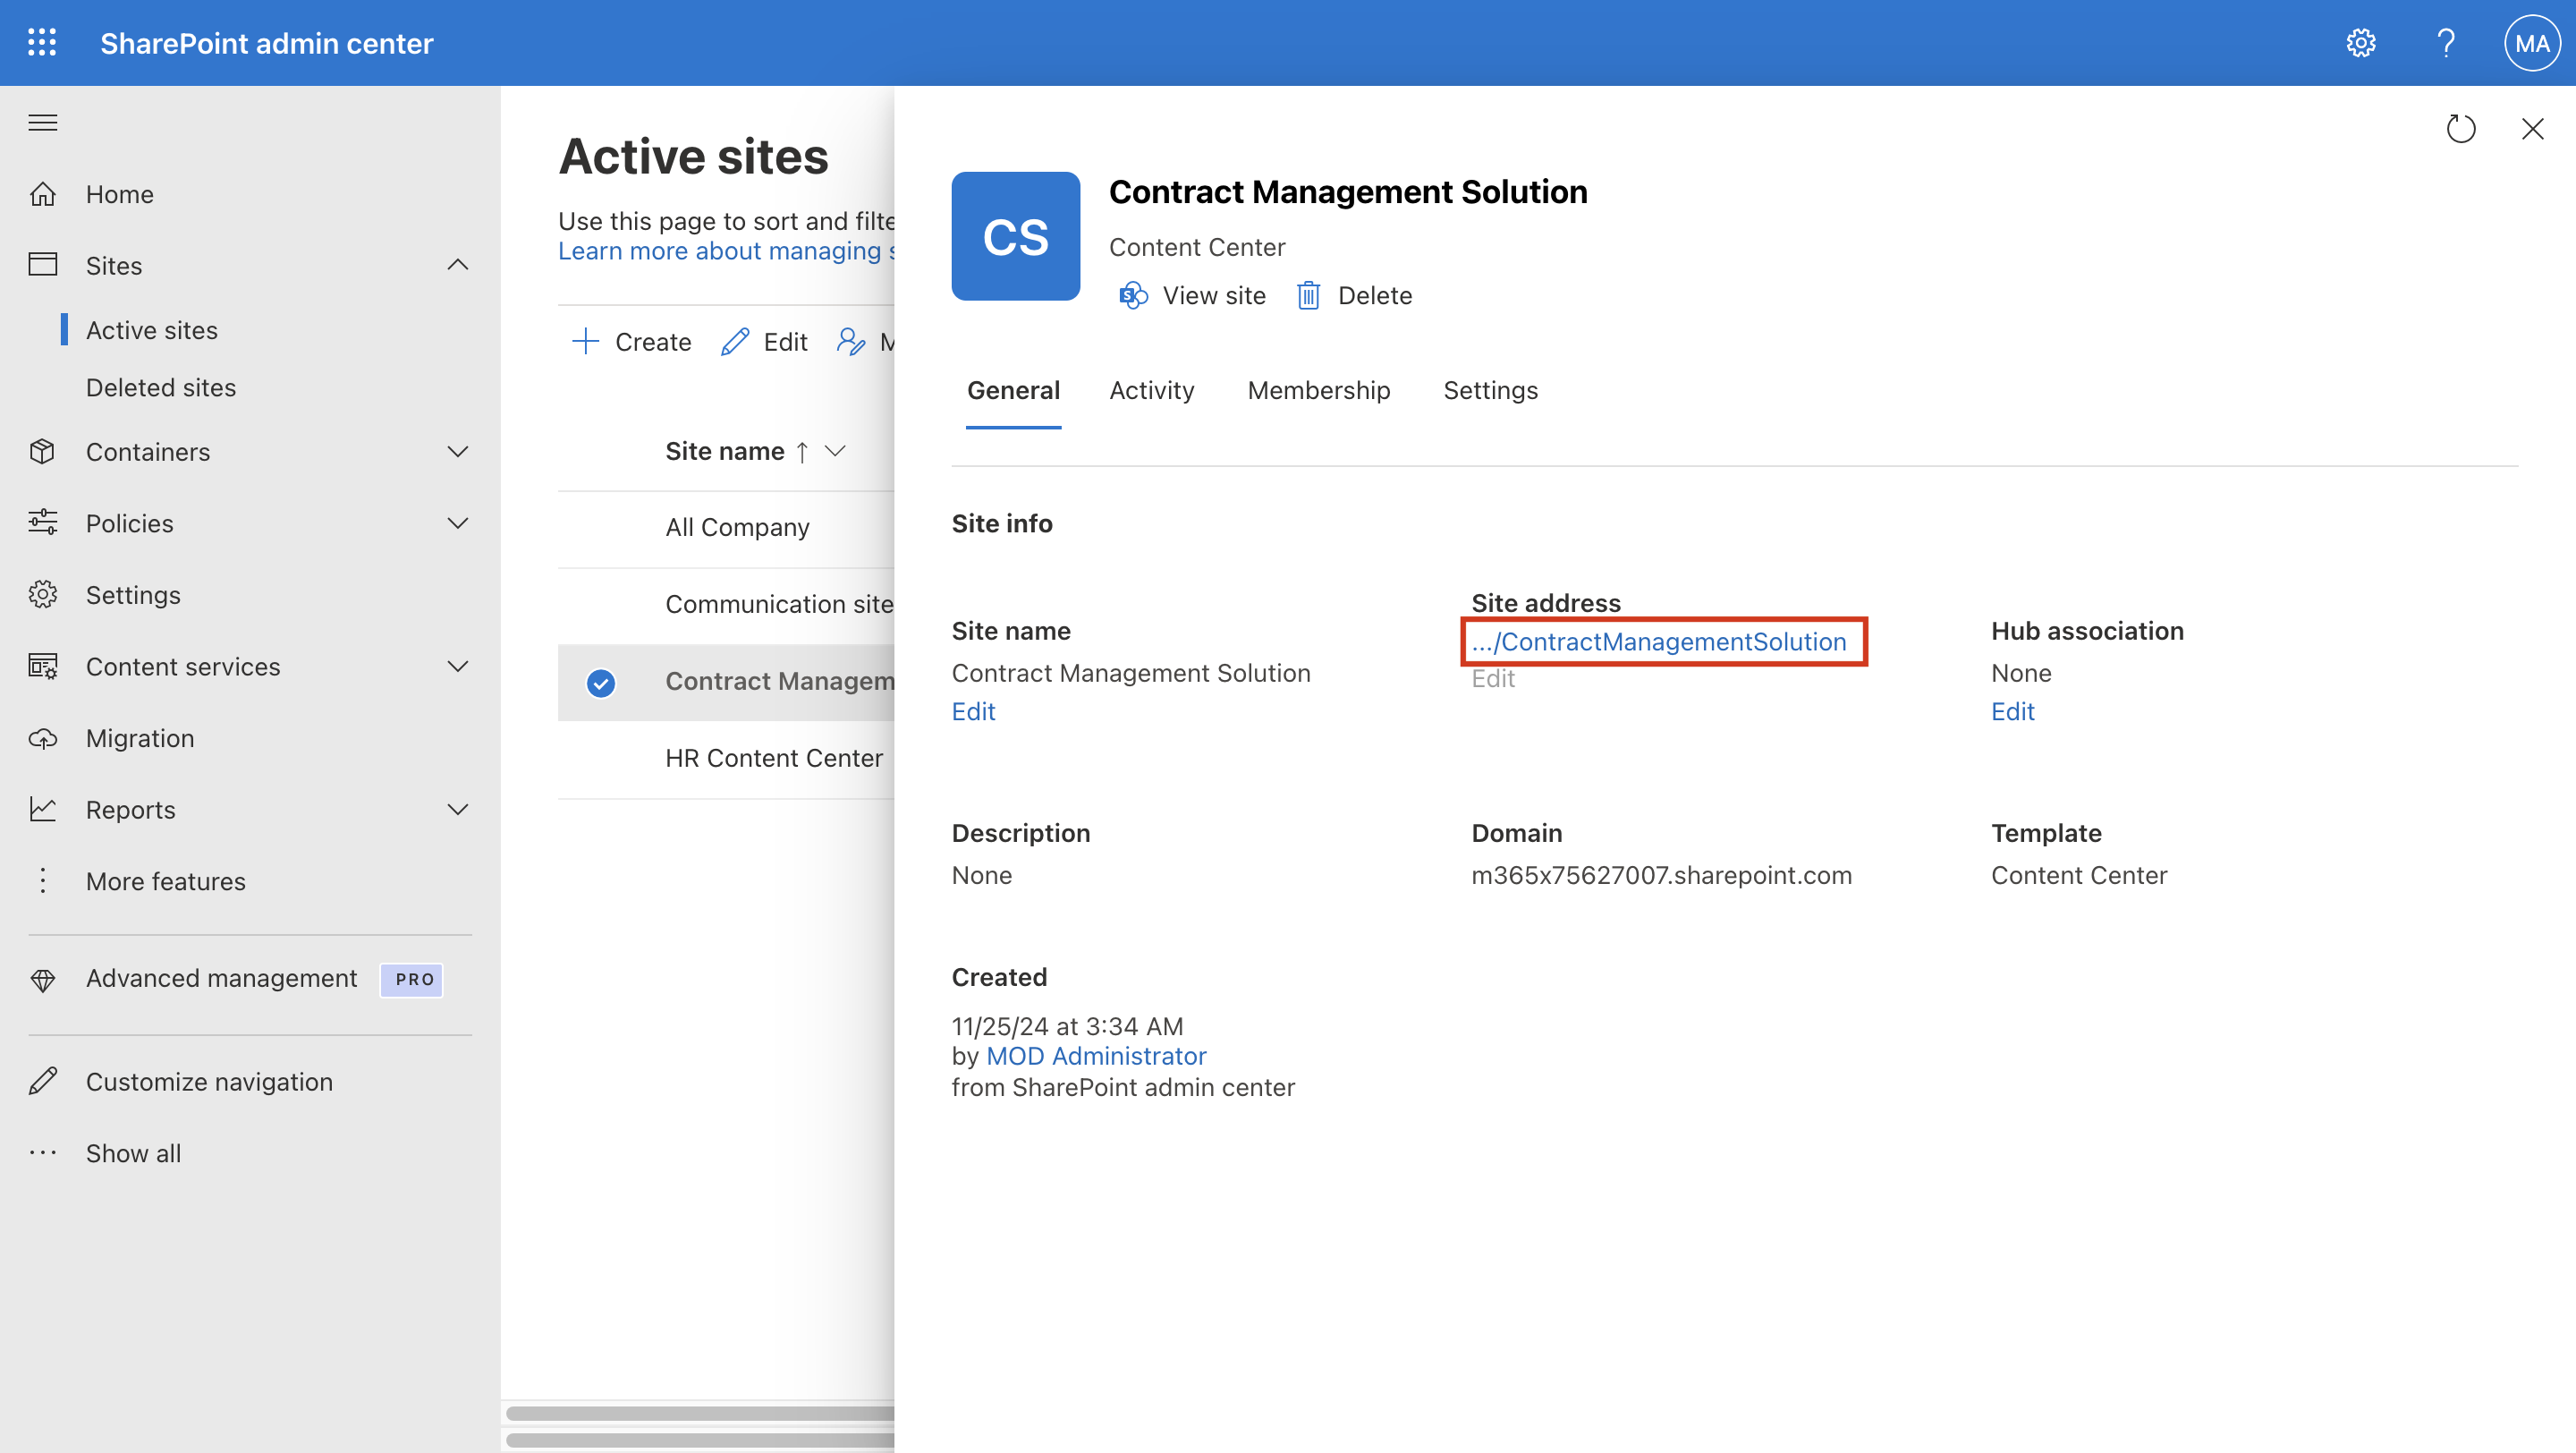 SharePoint admin center
MA
Home
Sites
Active sites
Deleted sites
Containers
Policies
Settings
Content services
Migration
Reports
More features
Advanced management PRO
Customize navigation
Show all
Active sites
Use this page to sort and filte
Learn more about managing s
Create Edit M
Site name
All Company
Communication site
Contract Managem
HR Content Center
CS
Contract Management Solution
Content Center
View site Delete
General Activity Membership Settings
Site info
Site name
Contract Management Solution
Edit
Site address
.../ContractManagementSolution
Edit
Hub association
None
Edit
Description
None
Domain
m365x75627007.sharepoint.com
Template
Content Center
Created
11/25/24 at 3:34 AM
by MOD Administrator
from SharePoint admin center